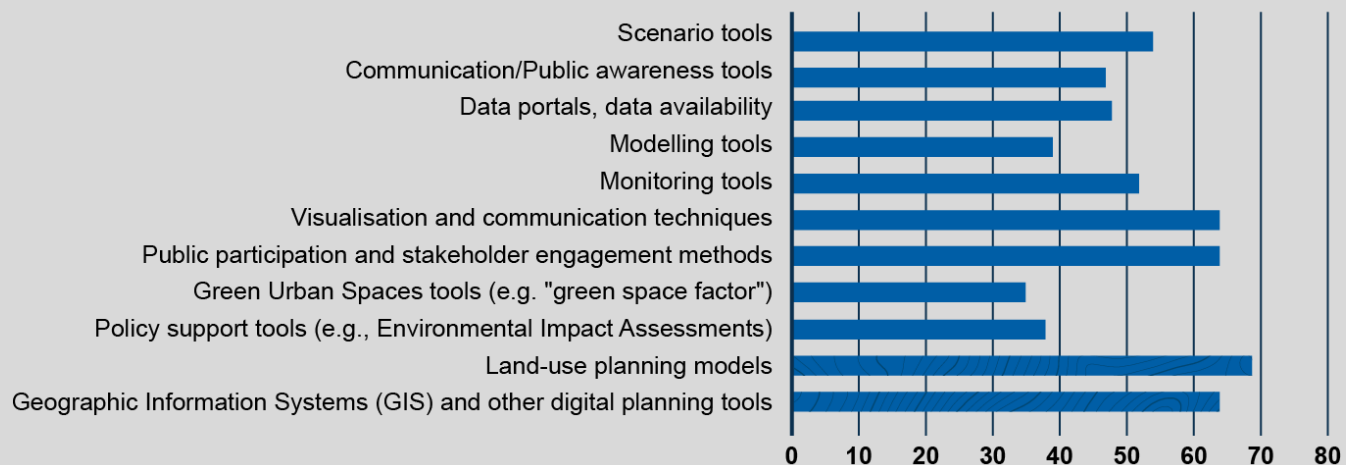 Scenario tools
Communication/Public awareness tools
Data portals, data availability
Modelling tools
Monitoring tools
Visualisation and communication techniques
Public participation and stakeholder engagement methods
Green Urban Spaces tools (e.g. "green space factor")
Policy support tools (e.g., Environmental Impact Assessments)
Land-use planning models
Geographic Information Systems (GIS) and other digital planning tools
0 10 20 30 40 50 60 70 80